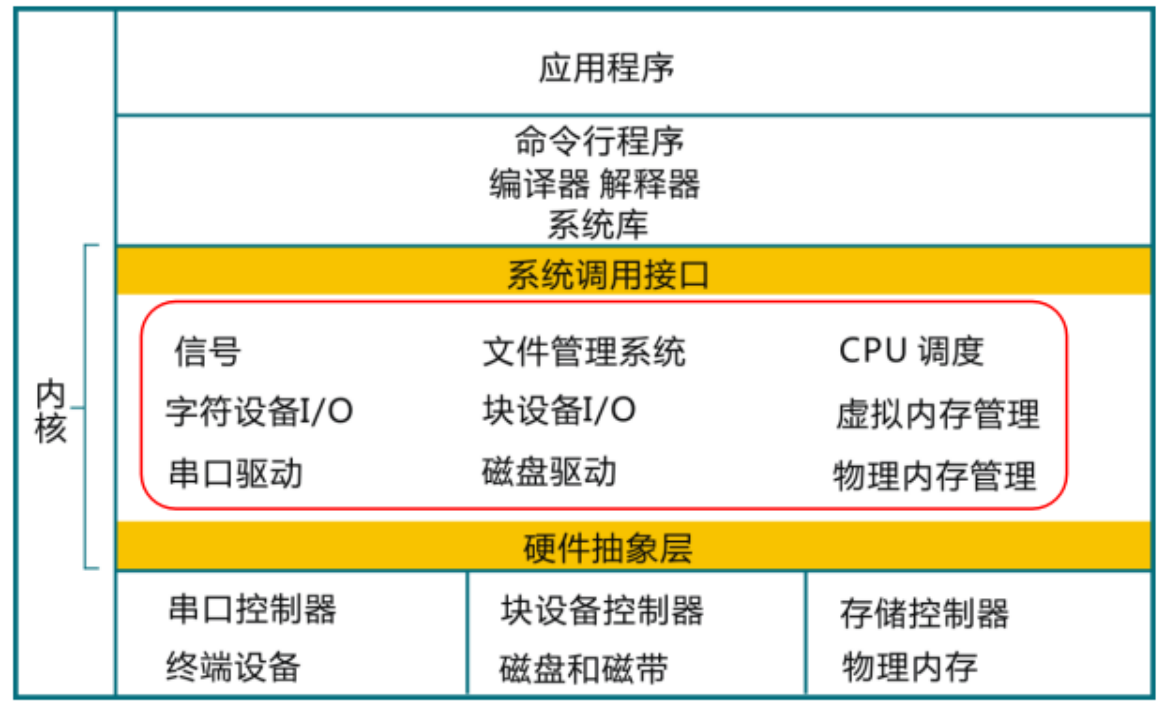 应用程序
命令行程序
编译器 解释器
系统库
系统调用接口
信号 文件管理系统 CPU 调度
字符设备I/O 块设备I/O 虚拟内存管理
串口驱动 磁盘驱动 物理内存管理
内核
硬件抽象层
串口控制器 块设备控制器 存储控制器
终端设备 磁盘和磁带 物理内存